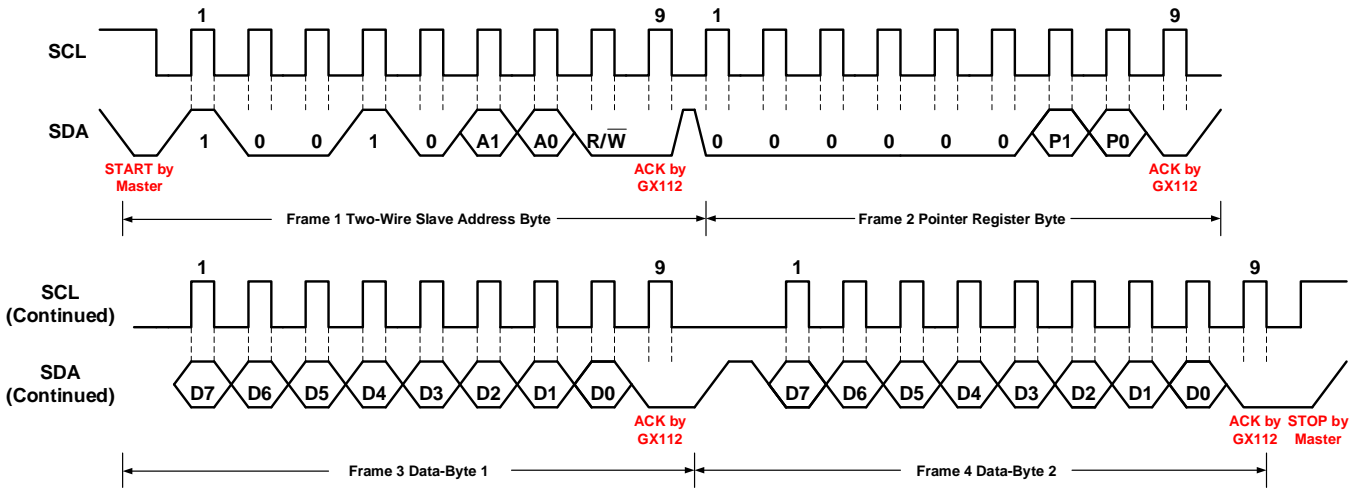 1 9 1 9
SCL
SDA
1 0 0 1 0 A1 A0 R/W̅ 0 0 0 0 0 0 P1 P0
START by
Master
ACK by
GX112
ACK by
GX112
Frame 1 Two-Wire Slave Address Byte
Frame 2 Pointer Register Byte
1 9 1 9
SCL
(Continued)
SDA
(Continued)
D7 D6 D5 D4 D3 D2 D1 D0 D7 D6 D5 D4 D3 D2 D1 D0
ACK by
GX112
ACK by
GX112
STOP by
Master
Frame 3 Data-Byte 1
Frame 4 Data-Byte 2